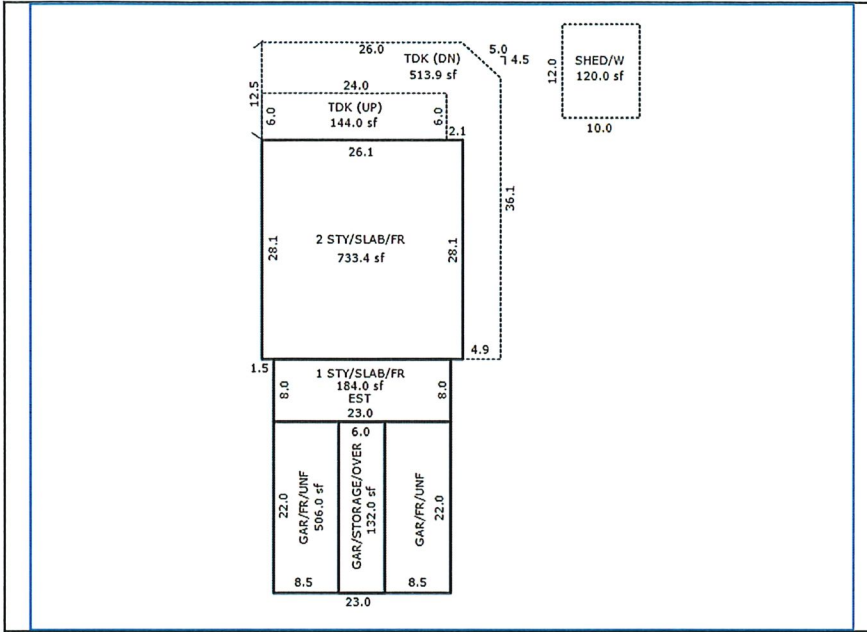 26.0
5.0
4.5
TDK (DN)
513.9 sf
SHED/W
120.0 sf
12.0
10.0
12.5
24.0
6.0
TDK (UP)
144.0 sf
6.0
2.1
26.1
36.1
28.1
2 STY/SLAB/FR
733.4 sf
28.1
4.9
1.5
1 STY/SLAB/FR
184.0 sf
EST
8.0
8.0
23.0
6.0
22.0
GAR/FR/UNF
506.0 sf
GAR/STORAGE/OVER
132.0 sf
GAR/FR/UNF
22.0
8.5
8.5
23.0